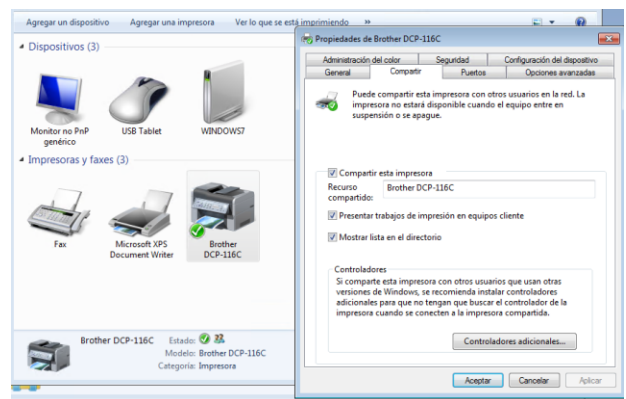 Agregar un dispositivo Agregar una impresora Ver lo que se está imprimiendo »
Dispositivos (3)
Monitor no PnP
genérico
USB Tablet
WINDOWS7
Impresoras y faxes (3)
Fax
Microsoft XPS
Document Writer
Brother
DCP-116C
Brother DCP-116C Estado:
Modelo: Brother DCP-116C
Categoría: Impresora
Propiedades de Brother DCP-116C
Administración del color Seguridad Configuración del dispositivo
General Compartir Puertos Opciones avanzadas
Puede compartir esta impresora con otros usuarios en la red. La
impresora no estará disponible cuando el equipo entre en
suspensión o se apague.
Compartir esta impresora
Recurso
compartido:
Brother DCP-116C
Presentar trabajos de impresión en equipos cliente
Mostrar lista en el directorio
Controladores
Si comparte esta impresora con otros usuarios que usan otras
versiones de Windows, se recomienda instalar controladores
adicionales para que no tengan que buscar el controlador de la
impresora cuando se conecten a la impresora compartida.
Controladores adicionales...
Aceptar Cancelar Aplicar